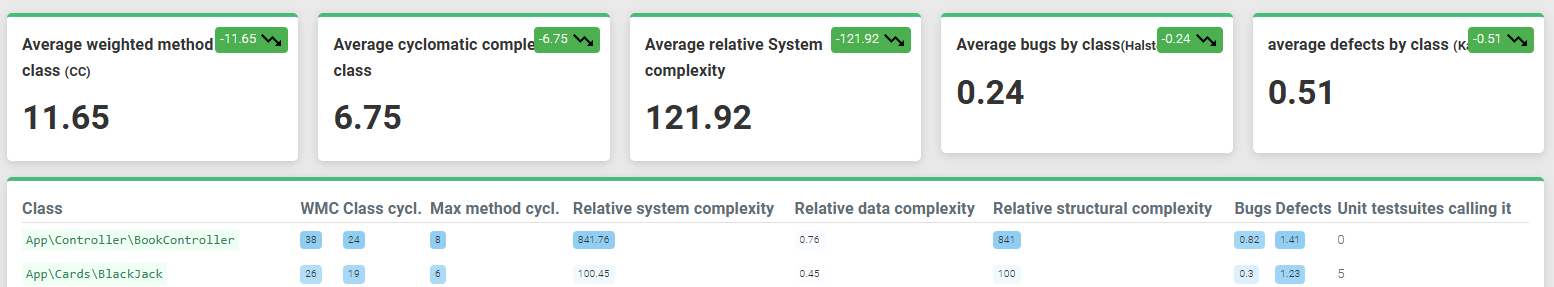 Average weighted method -11.65
class (CC)
11.65
Average cyclomatic comple -6.75
class
6.75
Average relative System -121.92
complexity
121.92
Average bugs by class(Halst -0.24
0.24
average defects by class (Ka -0.51
0.51
Class WMC Class cycl. Max method cycl. Relative system complexity Relative data complexity Relative structural complexity Bugs Defects Unit testsuites calling it
App\Controller\BookController 38 24 8 841.76 0.76 841 0.82 1.41 0
App\Cards\BlackJack 26 19 6 100.45 0.45 100 0.3 1.23 5